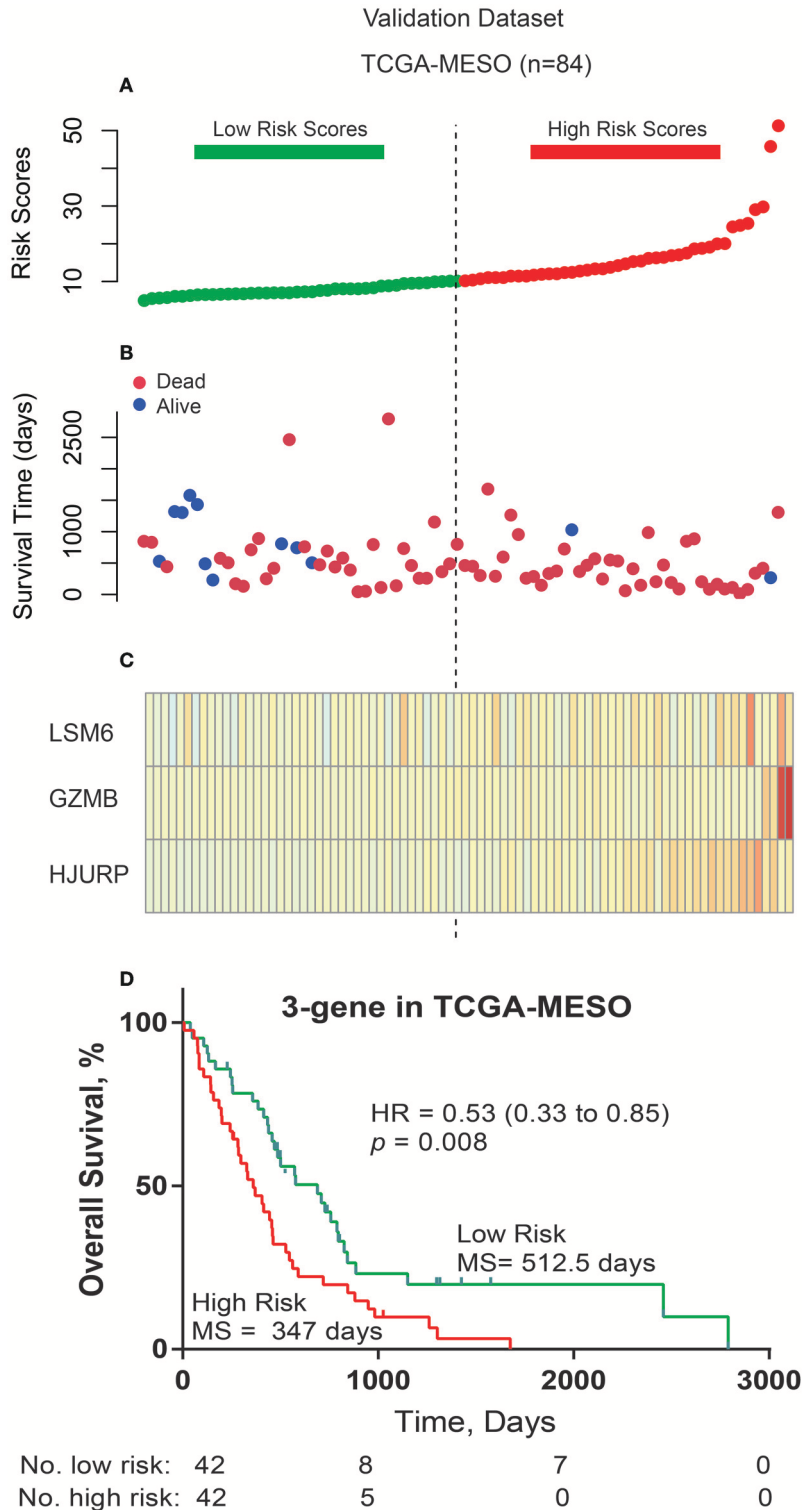 Validation Dataset
TCGA-MESO (n=84)
A
Low Risk Scores
High Risk Scores
Risk Scores
50
30
10
B
Dead
Alive
Survival Time (days)
2500
1000
0
C
LSM6
GZMB
HJURP
D
3-gene in TCGA-MESO
Overall Suvival, %
100
50
0
HR = 0.53 (0.33 to 0.85)
p = 0.008
Low Risk
MS= 512.5 days
High Risk
MS = 347 days
0 1000 2000 3000
Time, Days
No. low risk: 42 8 7 0
No. high risk: 42 5 0 0